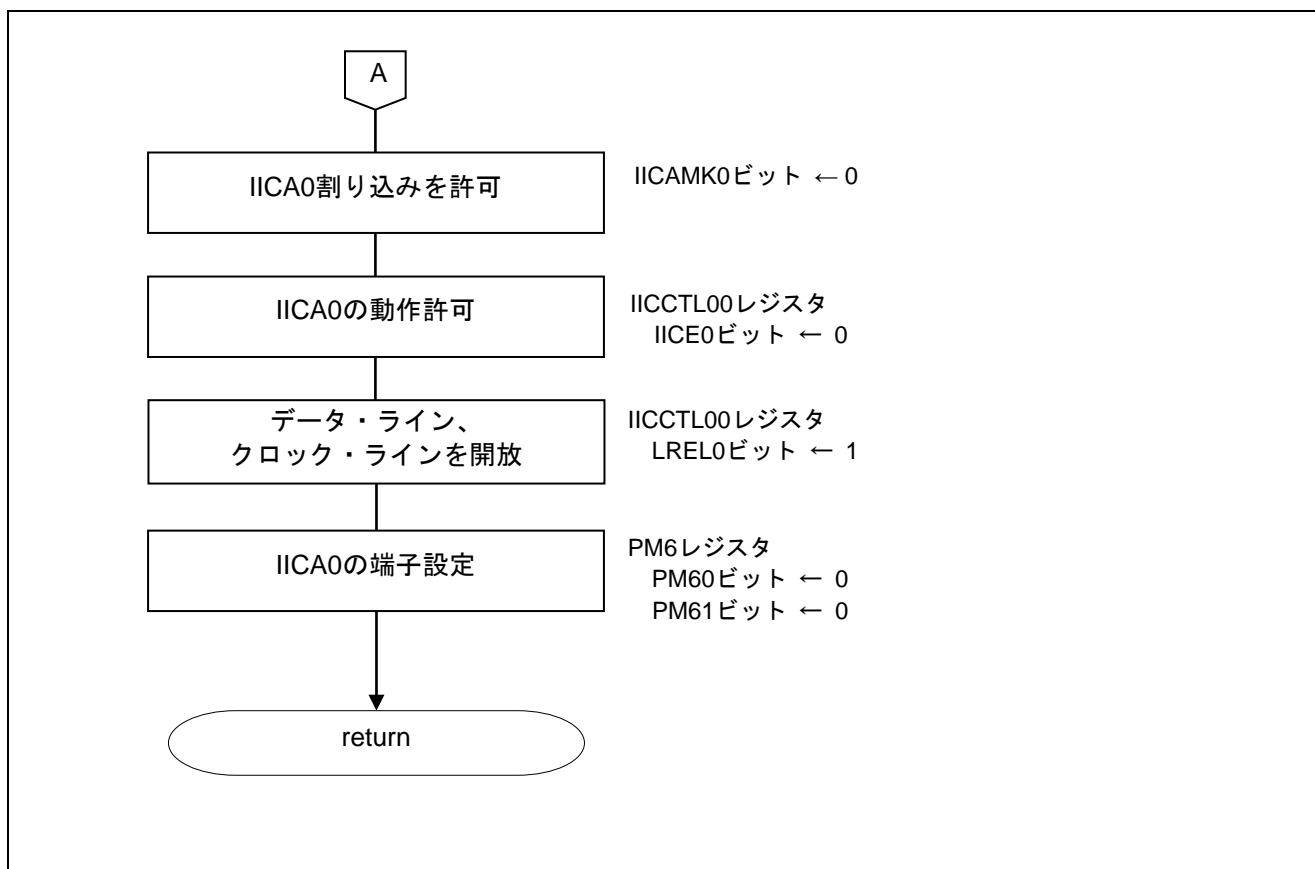 A
IICA0割り込みを許可
IICAMK0ビット ← 0
IICA0の動作許可
IICCTL00レジスタ
IICE0ビット ← 0
データ・ライン、
クロック・ラインを開放
IICCTL00レジスタ
LREL0ビット ← 1
IICA0の端子設定
PM6レジスタ
PM60ビット ← 0
PM61ビット ← 0
return